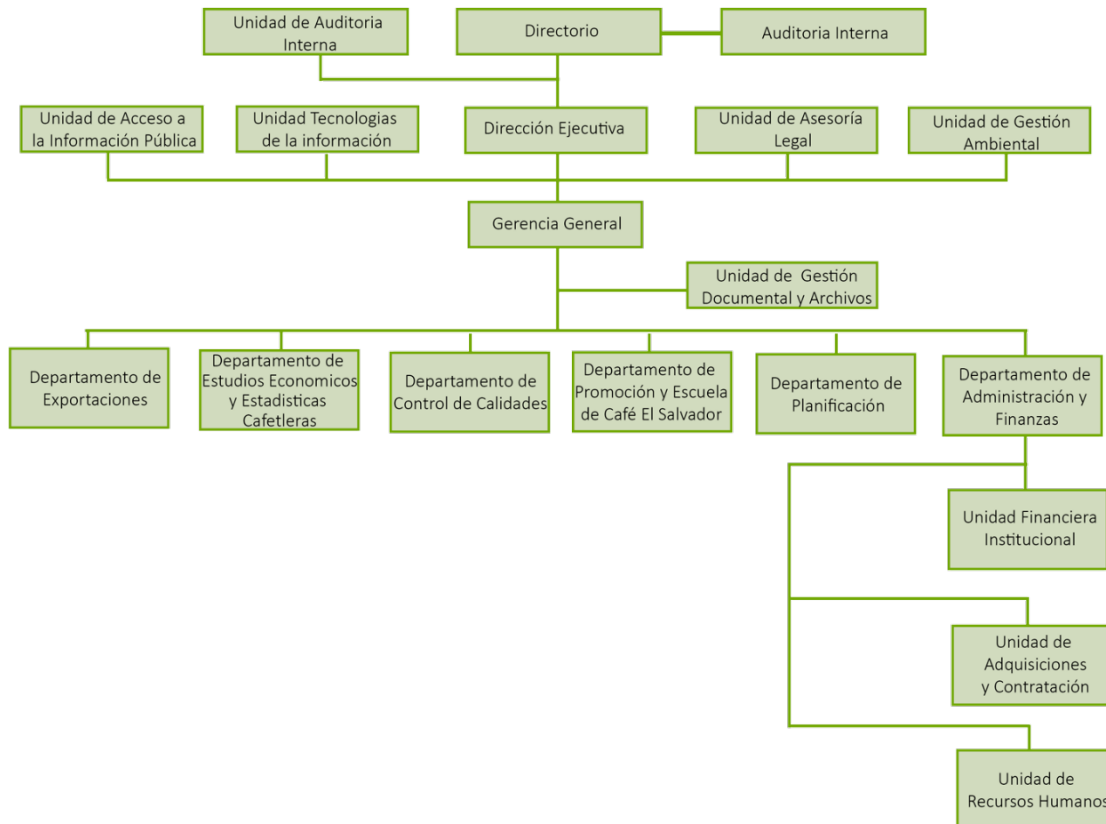 Unidad de Auditoria
Interna
Directorio
Auditoria Interna
Unidad de Acceso a
la Información Pública
Unidad Tecnologias
de la información
Dirección Ejecutiva
Unidad de Asesoría
Legal
Unidad de Gestión
Ambiental
Gerencia General
Unidad de Gestión
Documental y Archivos
Departamento de
Exportaciones
Departamento de
Estudios Economicos
y Estadisticas
Cafetleras
Departamento de
Control de Calidades
Departamento de
Promoción y Escuela
de Café El Salvador
Departamento de
Planificación
Departamento de
Administración y
Finanzas
Unidad Financiera
Institucional
Unidad de
Adquisiciones
y Contratación
Unidad de
Recursos Humanos